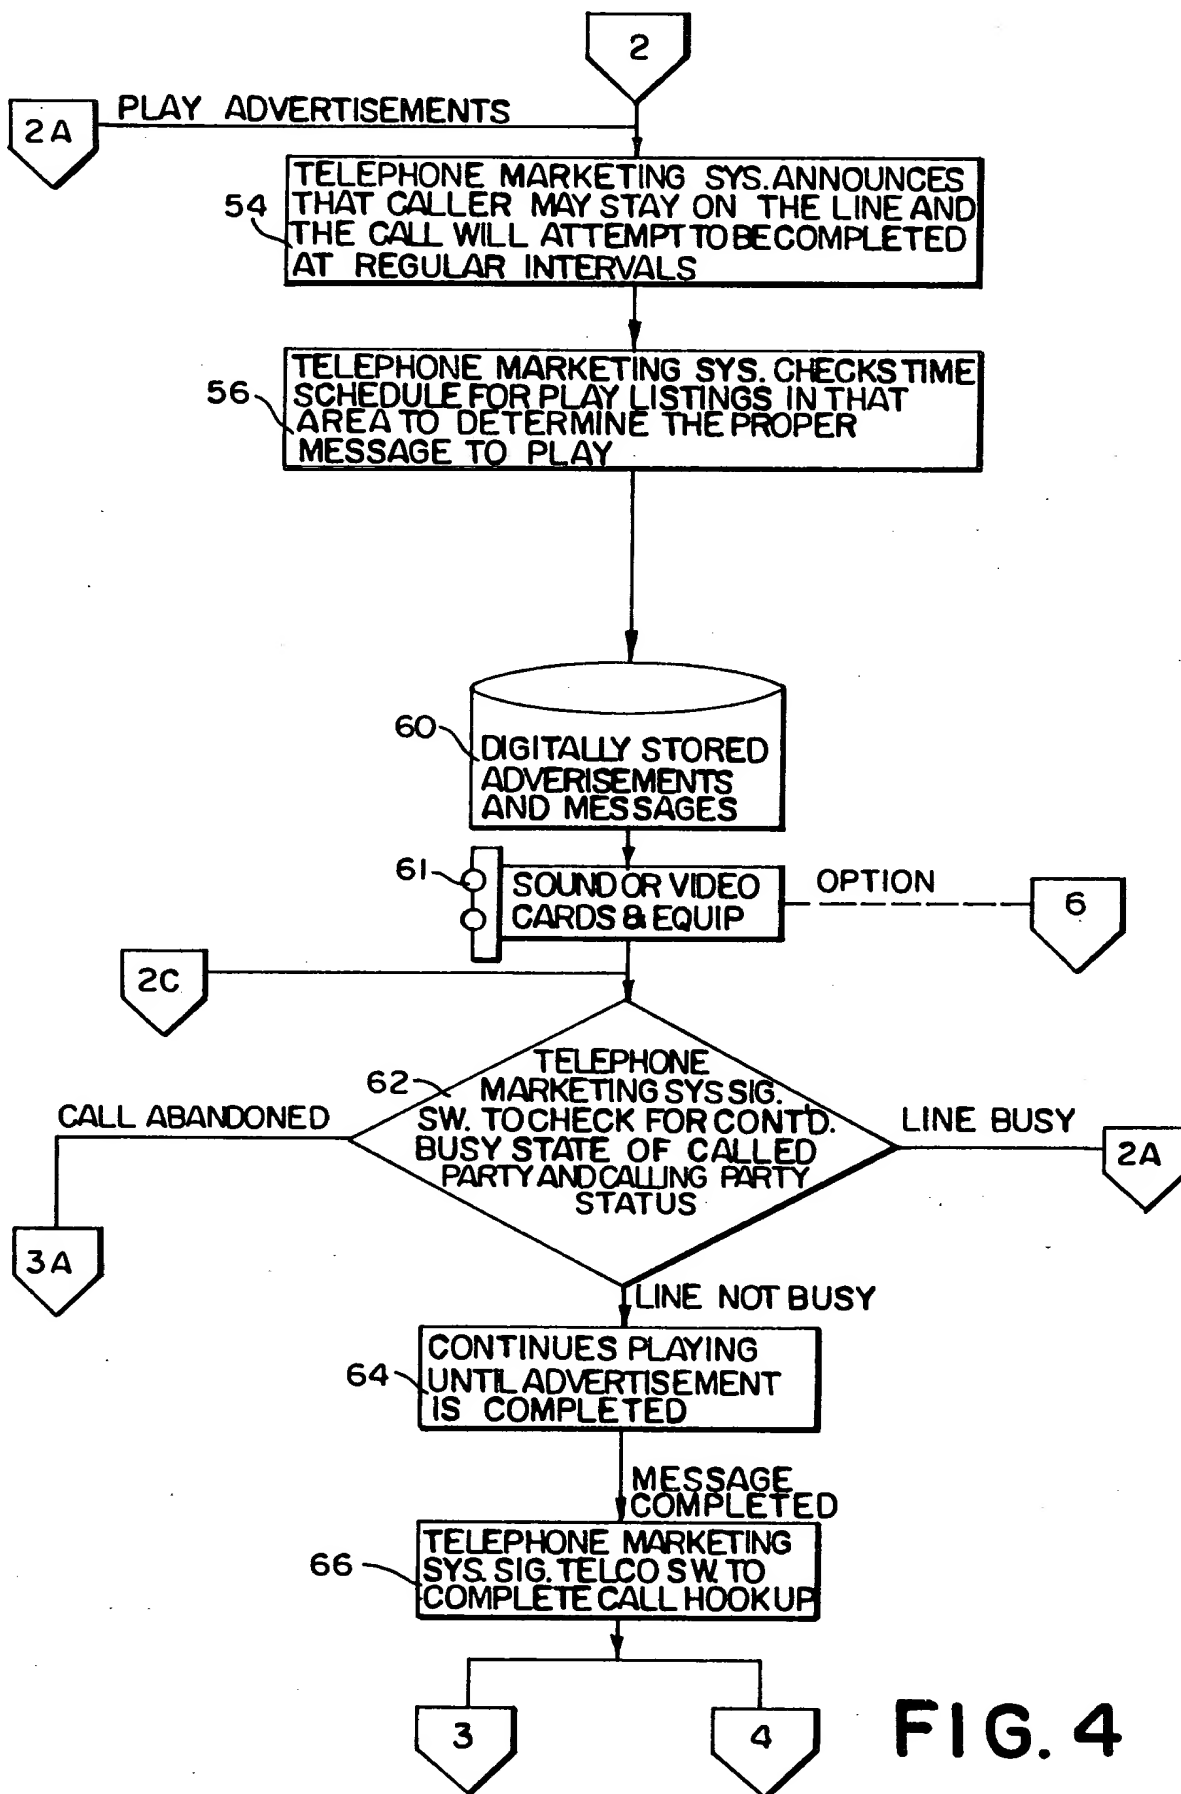 2
2A
PLAY ADVERTISEMENTS
54
TELEPHONE MARKETING SYS. ANNOUNCES
THAT CALLER MAY STAY ON THE LINE AND
THE CALL WILL ATTEMPT TO BE COMPLETED
AT REGULAR INTERVALS
56
TELEPHONE MARKETING SYS. CHECKS TIME
SCHEDULE FOR PLAY LISTINGS IN THAT
AREA TO DETERMINE THE PROPER
MESSAGE TO PLAY
60
DIGITALLY STORED
ADVERISEMENTS
AND MESSAGES
61
SOUND OR VIDEO
CARDS & EQUIP
OPTION
6
2C
62
TELEPHONE
MARKETING SYS SIG.
SW. TO CHECK FOR CONT'D.
BUSY STATE OF CALLED
PARTY AND CALLING PARTY
STATUS
CALL ABANDONED
3A
LINE BUSY
2A
LINE NOT BUSY
64
CONTINUES PLAYING
UNTIL ADVERTISEMENT
IS COMPLETED
MESSAGE
COMPLETED
66
TELEPHONE MARKETING
SYS. SIG. TELCO SW. TO
COMPLETE CALL HOOKUP
3
4
FIG. 4